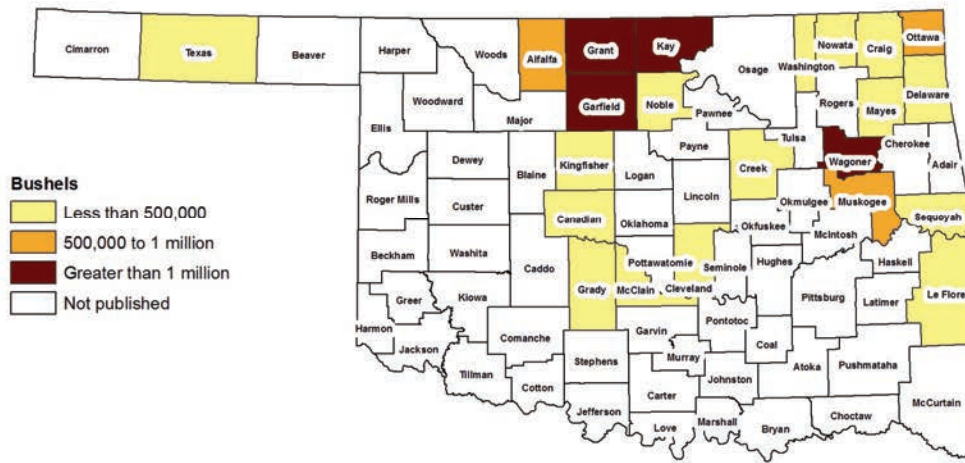 Cimarron
Texas
Beaver
Harper
Woods
Alfalfa
Grant
Kay
Osage
Washington
Nowata
Craig
Ottawa
Woodward
Garfield
Noble
Pawnee
Rogers
Mayes
Delaware
Ellis
Major
Payne
Tulsa
Wagoner
Cherokee
Adair
Dewey
Blaine
Kingfisher
Logan
Lincoln
Creek
Roger Mills
Custer
Canadian
Oklahoma
Okfuskee
Okmulgee
Muskogee
Sequoyah
McIntosh
Beckham
Washita
Caddo
Grady
McClain
Pottawatomie
Cleveland
Seminole
Hughes
Haskell
Pittsburg
Latimer
Le Flore
Greer
Kiowa
Harmon
Jackson
Comanche
Garvin
Pontotoc
Coal
Stephens
Murray
Atoka
Pushmataha
Tillman
Cotton
Jefferson
Carter
Johnston
Love
Marshall
Bryan
Choctaw
McCurtain
Bushels
Less than 500,000
500,000 to 1 million
Greater than 1 million
Not published